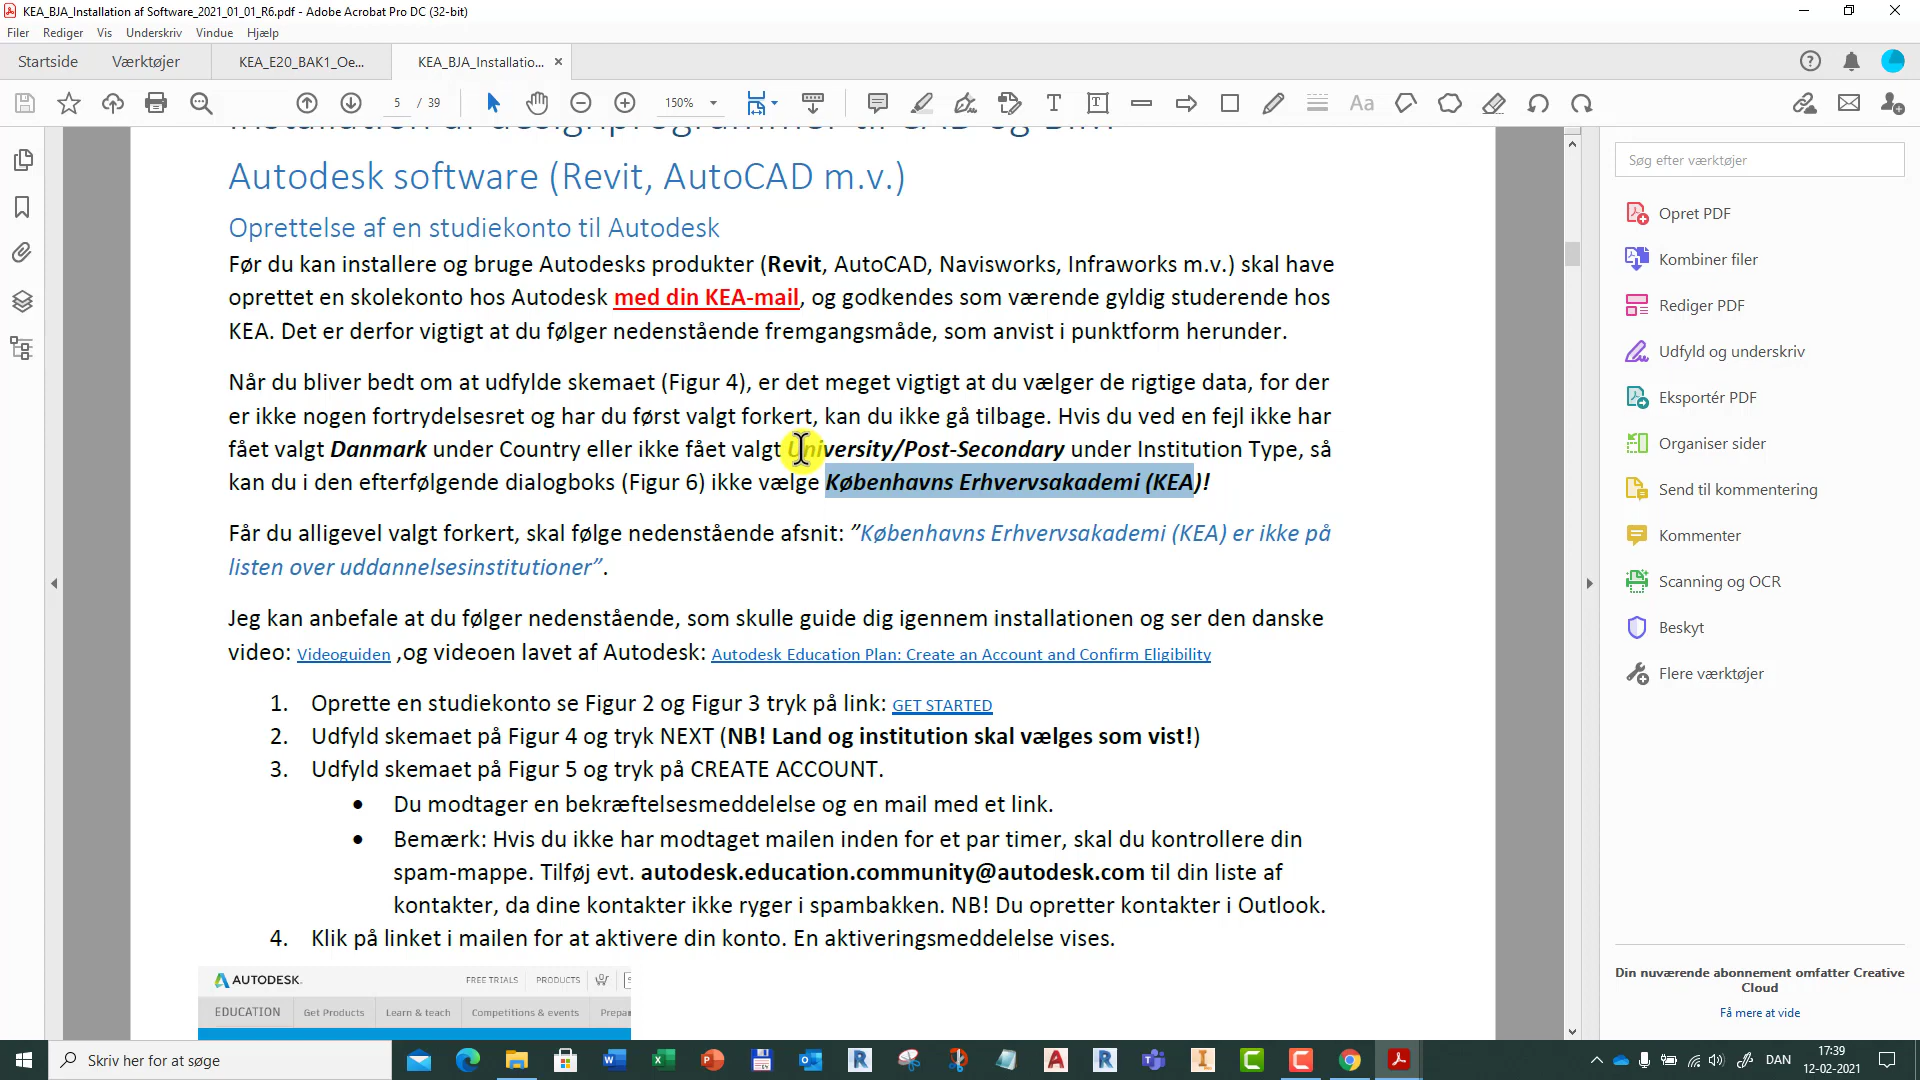 KEA_BJA_Installation af Software_2021_01_01_R6.pdf - Adobe Acrobat Pro DC (32-bit)
Filer Rediger Vis Underskriv Vindue Hjælp
Startside Værktøjer KEA_E20_BAK1_Oe... KEA_BJA_Installatio...
5 / 39 150%
Installation af designprogrammer til CAD og BIM
Autodesk software (Revit, AutoCAD m.v.)
Oprettelse af en studiekonto til Autodesk
Før du kan installere og bruge Autodesks produkter (Revit, AutoCAD, Navisworks, Infraworks m.v.) skal have
oprettet en skolekonto hos Autodesk med din KEA-mail, og godkendes som værende gyldig studerende hos
KEA. Det er derfor vigtigt at du følger nedenstående fremgangsmåde, som anvist i punktform herunder.
Når du bliver bedt om at udfylde skemaet (Figur 4), er det meget vigtigt at du vælger de rigtige data, for der
er ikke nogen fortrydelsesret og har du først valgt forkert, kan du ikke gå tilbage. Hvis du ved en fejl ikke har
fået valgt Danmark under Country eller ikke fået valgt University/Post-Secondary under Institution Type, så
kan du i den efterfølgende dialogboks (Figur 6) ikke vælge Københavns Erhvervsakademi (KEA)!
Får du alligevel valgt forkert, skal følge nedenstående afsnit: ”Københavns Erhvervsakademi (KEA) er ikke på
listen over uddannelsesinstitutioner”.
Jeg kan anbefale at du følger nedenstående, som skulle guide dig igennem installationen og ser den danske
video: Videoguiden ,og videoen lavet af Autodesk: Autodesk Education Plan: Create an Account and Confirm Eligibility
1. Oprette en studiekonto se Figur 2 og Figur 3 tryk på link: GET STARTED
2. Udfyld skemaet på Figur 4 og tryk NEXT (NB! Land og institution skal vælges som vist!)
3. Udfyld skemaet på Figur 5 og tryk på CREATE ACCOUNT.
• Du modtager en bekræftelsesmeddelelse og en mail med et link.
• Bemærk: Hvis du ikke har modtaget mailen inden for et par timer, skal du kontrollere din
spam-mappe. Tilføj evt. autodesk.education.community@autodesk.com til din liste af
kontakter, da dine kontakter ikke ryger i spambakken. NB! Du opretter kontakter i Outlook.
4. Klik på linket i mailen for at aktivere din konto. En aktiveringsmeddelelse vises.
AUTODESK. FREE TRIALS PRODUCTS
EDUCATION Get Products Learn & teach Competitions & events
Søg efter værktøjer
Opret PDF
Kombiner filer
Rediger PDF
Udfyld og underskriv
Eksportér PDF
Organiser sider
Send til kommentering
Kommenter
Scanning og OCR
Beskyt
Flere værktøjer
Din nuværende abonnement omfatter Creative
Cloud
Få mere at vide
Skriv her for at søge
DAN
17:39
12-02-2021